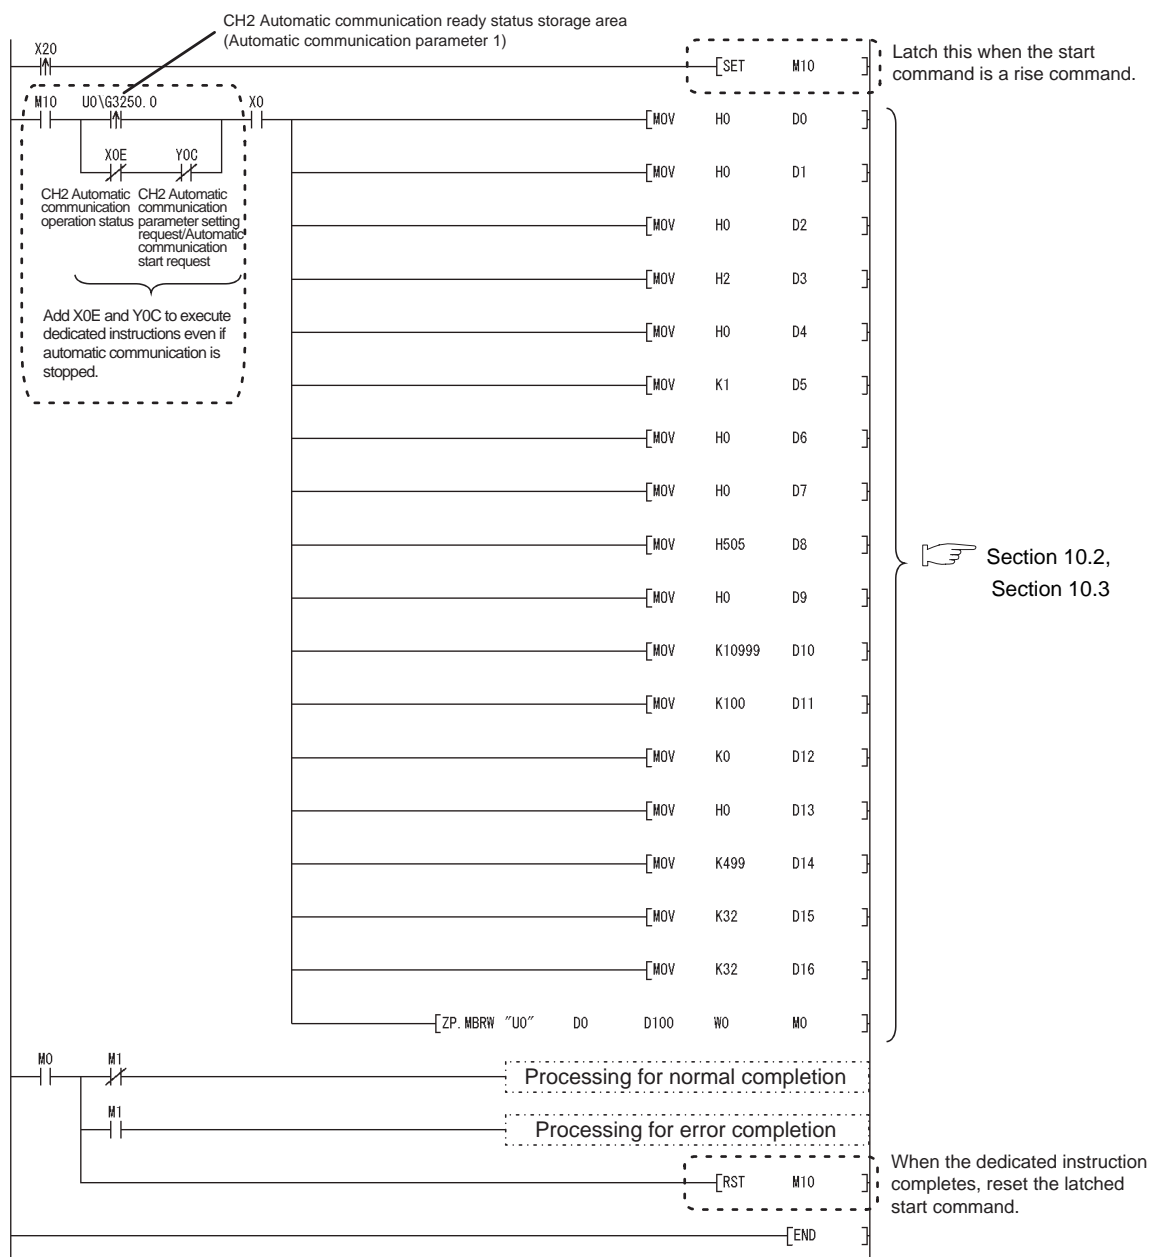 CH2 Automatic communication ready status storage area
(Automatic communication parameter 1)
X20
SET M10
Latch this when the start
command is a rise command.
M10 U0\G3250.0 X0
MOV H0 D0
X0E Y0C
MOV H0 D1
CH2 Automatic
communication
operation status
CH2 Automatic
communication
parameter setting
request/Automatic
communication
start request
MOV H0 D2
MOV H2 D3
Add X0E and Y0C to execute
dedicated instructions even if
automatic communication is
stopped.
MOV H0 D4
MOV K1 D5
MOV H0 D6
MOV H0 D7
MOV H505 D8
Section 10.2,
Section 10.3
MOV H0 D9
MOV K10999 D10
MOV K100 D11
MOV K0 D12
MOV H0 D13
MOV K499 D14
MOV K32 D15
MOV K32 D16
ZP.MBRW "U0" D0 D100 W0 M0
M0 M1
Processing for normal completion
M1
Processing for error completion
RST M10
When the dedicated instruction
completes, reset the latched
start command.
END